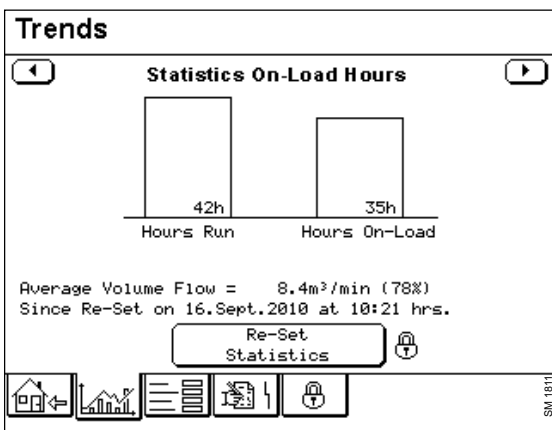 Trends
Statistics On-Load Hours
42h
35h
Hours Run
Hours On-Load
Average Volume Flow = 8.4m³/min (78%)
Since Re-Set on 16.Sept.2010 at 10:21 hrs.
Re-Set
Statistics
SM 1811